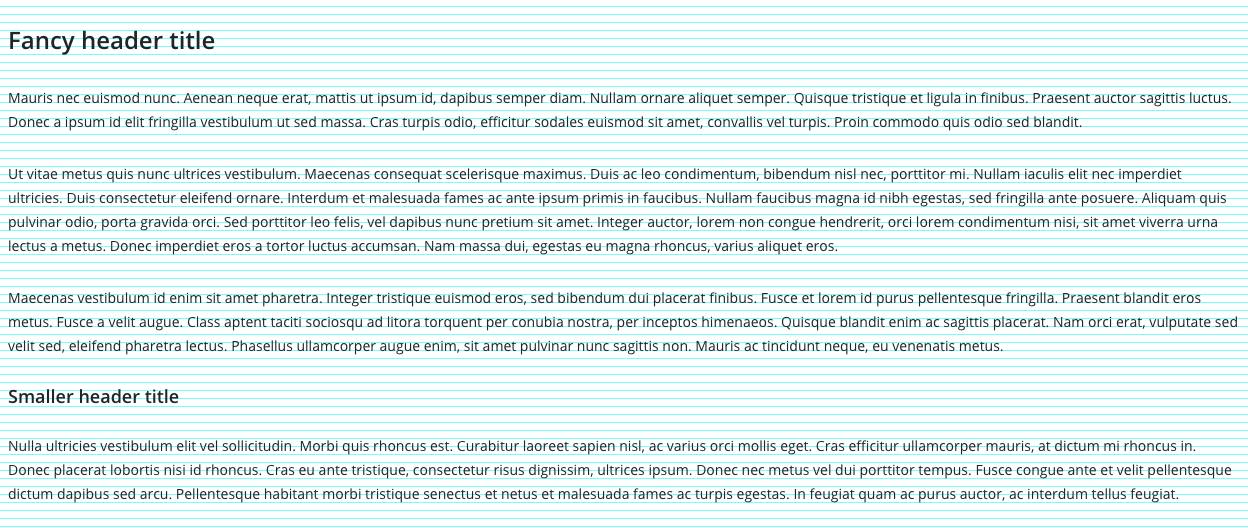 Fancy header title
Mauris nec euismod nunc. Aenean neque erat, mattis ut ipsum id, dapibus semper diam. Nullam ornare aliquet semper. Quisque tristique et ligula in finibus. Praesent auctor sagittis luctus.
Donec a ipsum id elit fringilla vestibulum ut sed massa. Cras turpis odio, efficitur sodales euismod sit amet, convallis vel turpis. Proin commodo quis odio sed blandit.
Ut vitae metus quis nunc ultrices vestibulum. Maecenas consequat scelerisque maximus. Duis ac leo condimentum, bibendum nisl nec, porttitor mi. Nullam iaculis elit nec imperdiet
ultricies. Duis consectetur eleifend ornare. Interdum et malesuada fames ac ante ipsum primis in faucibus. Nullam faucibus magna id nibh egestas, sed fringilla ante posuere. Aliquam quis
pulvinar odio, porta gravida orci. Sed porttitor leo felis, vel dapibus nunc pretium sit amet. Integer auctor, lorem non congue hendrerit, orci lorem condimentum nisi, sit amet viverra urna
lectus a metus. Donec imperdiet eros a tortor luctus accumsan. Nam massa dui, egestas eu magna rhoncus, varius aliquet eros.
Maecenas vestibulum id enim sit amet pharetra. Integer tristique euismod eros, sed bibendum dui placerat finibus. Fusce et lorem id purus pellentesque fringilla. Praesent blandit eros
metus. Fusce a velit augue. Class aptent taciti sociosqu ad litora torquent per conubia nostra, per inceptos himenaeos. Quisque blandit enim ac sagittis placerat. Nam orci erat, vulputate sed
velit sed, eleifend pharetra lectus. Phasellus ullamcorper augue enim, sit amet pulvinar nunc sagittis non. Mauris ac tincidunt neque, eu venenatis metus.
Smaller header title
Nulla ultricies vestibulum elit vel sollicitudin. Morbi quis rhoncus est. Curabitur laoreet sapien nisl, ac varius orci mollis eget. Cras efficitur ullamcorper mauris, at dictum mi rhoncus in.
Donec placerat lobortis nisi id rhoncus. Cras eu ante tristique, consectetur risus dignissim, ultrices ipsum. Donec nec metus vel dui porttitor tempus. Fusce congue ante et velit pellentesque
dictum dapibus sed arcu. Pellentesque habitant morbi tristique senectus et netus et malesuada fames ac turpis egestas. In feugiat quam ac purus auctor, ac interdum tellus feugiat.